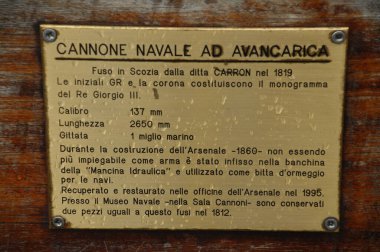 CANNONE NAVALE AD AVANCARICA
Fuso in Scozia dalla ditta CARRON nel 1819
Le iniziali GR e la corona costituiscono il monogramma
del Re Giorgio III.
Calibro 137 mm
Lunghezza 2650 mm
Gittata 1 miglio marino
Durante la costruzione dell'Arsenale -1860- non essendo
più impiegabile come arma è stato infisso nella banchina
della "Mancina Idraulica" e utilizzato come bitta d'ormeggio
per le navi.
Recuperato e restaurato nelle officine dell'Arsenale nel 1995.
Presso il Museo Navale -nella Sala Cannoni- sono conservati
due pezzi uguali a questo fusi nel 1812.